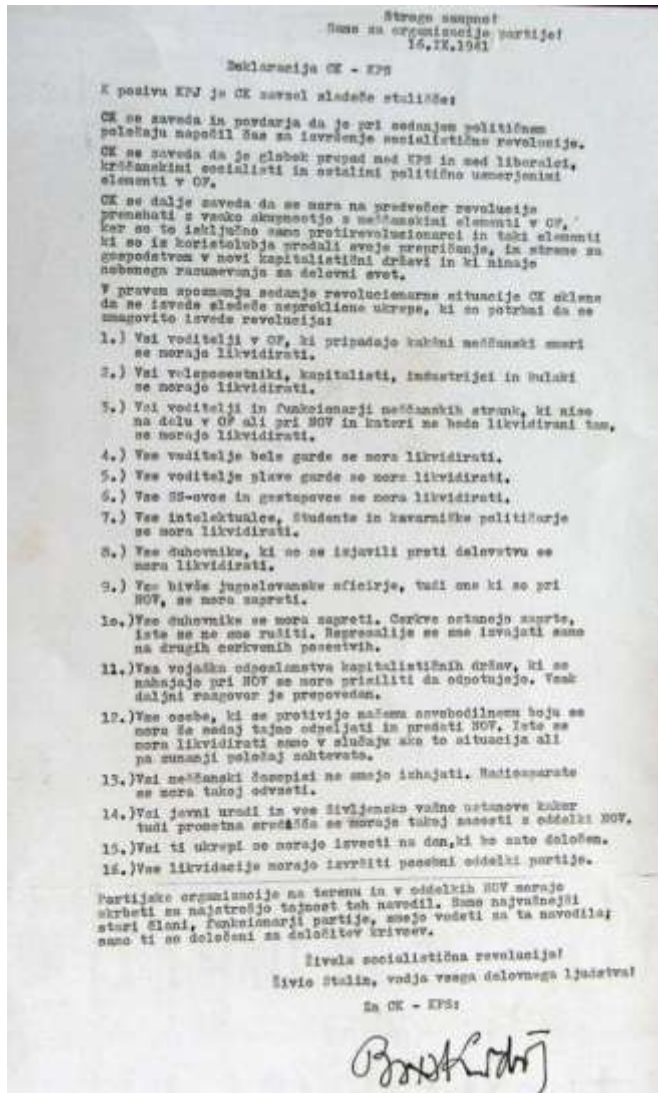 Strogo zaupno!
Samo za organizacije partije!
16.IX.1941
Deklaracija CK - KPS
K pozivu KPJ je CK zavzel sledeče stališče:
CK se zaveda in povdarja da je pri sedanjem političnem
položaju napočil čas za izvršenje socialistične revolucije.
CK se zaveda da je globok prepad med KPS in med liberalci,
krščanskimi socialisti in ostalimi politično usmerjenimi
elementi v OF.
CK se dalje zaveda da se mora na predvečer revolucije
prenehati z vsako skupnostjo z meščanskimi elementi v OF,
ker so to izključno samo protirevolucionarci in taki elementi
ki so iz koristolubja prodali svoje prepričanje, in streme za
gospodstvom v novi kapitalistični državi in ki nimajo
nobenega razumevanja za delovni svet.
V pravem spoznanju sedanje revolucionarne situacije CK sklene
da se izvede sledeče nepreklicne ukrepe, ki so potrebni da se
zmagovito izvede revolucija:
1.) Vsi voditelji v OF, ki pripadajo kakšni meščanski smeri
se morajo likvidirati.
2.) Vsi veleposestniki, kapitalisti, industrijci in kulaki
se morajo likvidirati.
3.) Vsi voditelji in funkcionarji meščanskih strank, ki niso
na delu v OF ali pri NOV in kateri ne bodo likvidirani tam,
se morajo likvidirati.
4.) Vse voditelje bele garde se mora likvidirati.
5.) Vse voditelje plave garde se mora likvidirati.
6.) Vse SS-ovce in gestapovce se mora likvidirati.
7.) Vse intelektualce, študente in kavarniške političarje
se mora likvidirati.
8.) Vse duhovnike, ki so se izjavili proti delavstvu se
mora likvidirati.
9.) Vse bivše jugoslovanske oficirje, tudi one ki so pri
NOV, se mora zapreti.
10.)Vse duhovnike se mora zapreti. Cerkve ostanejo zaprte,
iste se ne sme rušiti. Represalije se sme izvajati samo
na drugih cerkvenih posestvih.
11.)Vsa vojaška odposlanstva kapitalističnih držav, ki se
nahajajo pri NOV se mora prisiliti da odpotujejo. Vsak
daljni razgovor je prepovedan.
12.)Vse osebe, ki se protivijo našemu osvobodilnemu boju se
mora še sedaj tajno odpeljati in predati NOV. Iste se
mora likvidirati samo v slučaju ako to situacija ali
pa zunanji položaj zahtevata.
13.)Vsi meščanski časopisi ne smejo izhajati. Radioaparate
se mora takoj odvzeti.
14.)Vsi javni uradi in vse življensko važne ustanove kakor
tudi prometna središča se morajo takoj zasesti z oddelki NOV.
15.)Vsi ti ukrepi se morajo izvesti na dan,ki bo zato določen.
16.)Vse likvidacije morajo izvršiti posebni oddelki partije.
Partijske organizacije na terenu in v oddelkih NOV morajo
skrbeti za najstrožjo tajnost teh navodil. Samo najvažnejši
stari člani, funkcionarji partije, smejo vedeti za ta navodila;
samo ti so določeni za določitev krivcev.
Živela socialistična revolucija!
Živio Stalin, vodja vsega delovnega ljudstva!
Za CK - KPS: